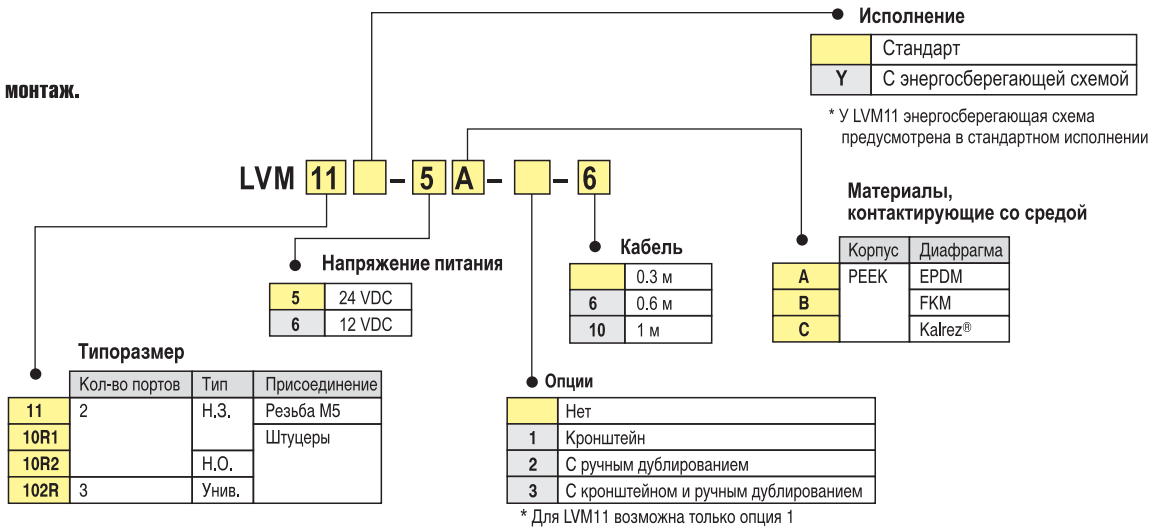 Исполнение
Стандарт
Y С энергосберегающей схемой
* У LVM11 энергосберегающая схема
предусмотрена в стандартном исполнении
монтаж.
LVM 11 – 5 A – – 6
Материалы,
контактирующие со средой
Корпус Диафрагма
A PEEK EPDM
B FKM
C Kalrez®
Напряжение питания
5 24 VDC
6 12 VDC
Кабель
0.3 м
6 0.6 м
10 1 м
Типоразмер
Кол-во портов Тип Присоединение
11 2 Н.З. Резьба M5
10R1 Штуцеры
10R2 Н.О.
102R 3 Унив.
Опции
Нет
1 Кронштейн
2 С ручным дублированием
3 С кронштейном и ручным дублированием
* Для LVM11 возможна только опция 1